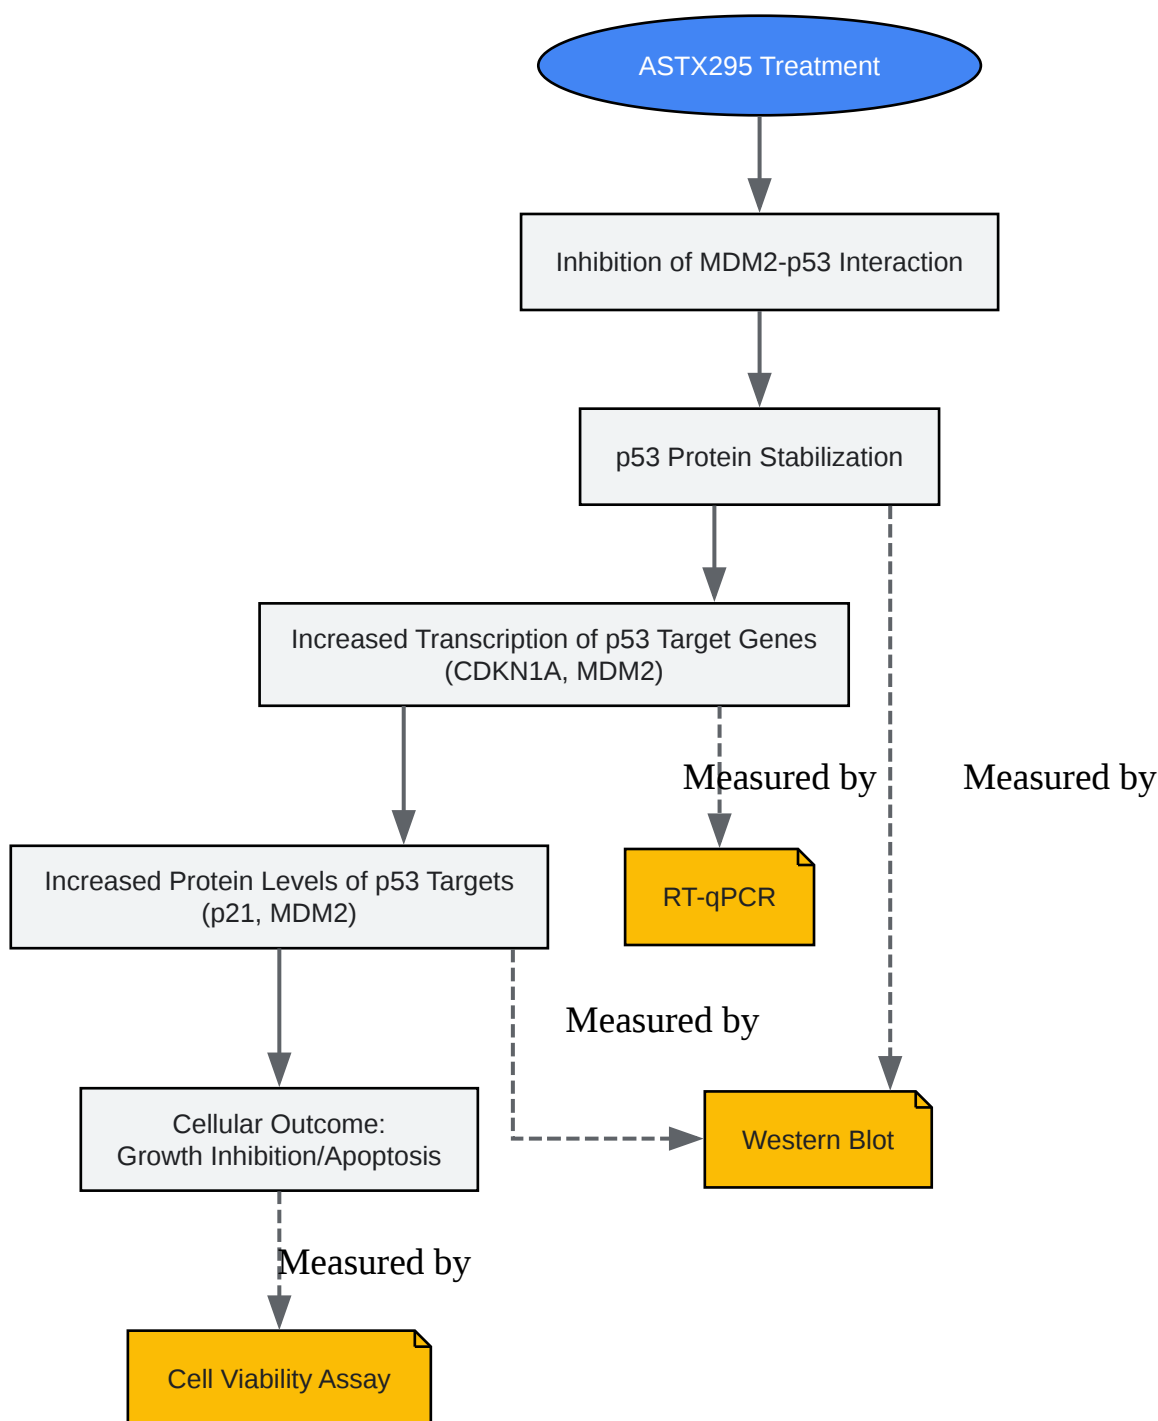 ASTX295 Treatment
Inhibition of MDM2-p53 Interaction
p53 Protein Stabilization
Increased Transcription of p53 Target Genes
(CDKN1A, MDM2)
Measured by
Measured by
Increased Protein Levels of p53 Targets
(p21, MDM2)
RT-qPCR
Measured by
Cellular Outcome:
Growth Inhibition/Apoptosis
Western Blot
Measured by
Cell Viability Assay